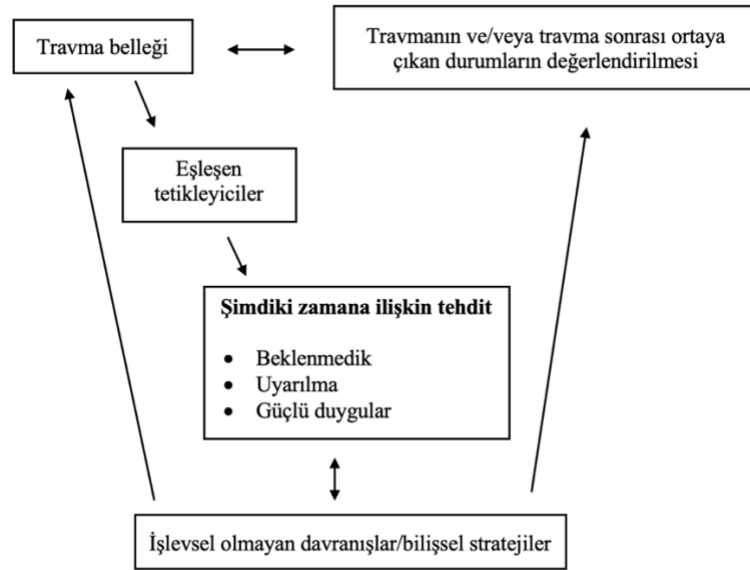 Travma belleği
Travmanın ve/veya travma sonrası ortaya
çıkan durumların değerlendirilmesi
Eşleşen
tetikleyiciler
Şimdiki zamana ilişkin tehdit
• Beklenmedik
• Uyarılma
• Güçlü duygular
İşlevsel olmayan davranışlar/bilişsel stratejiler